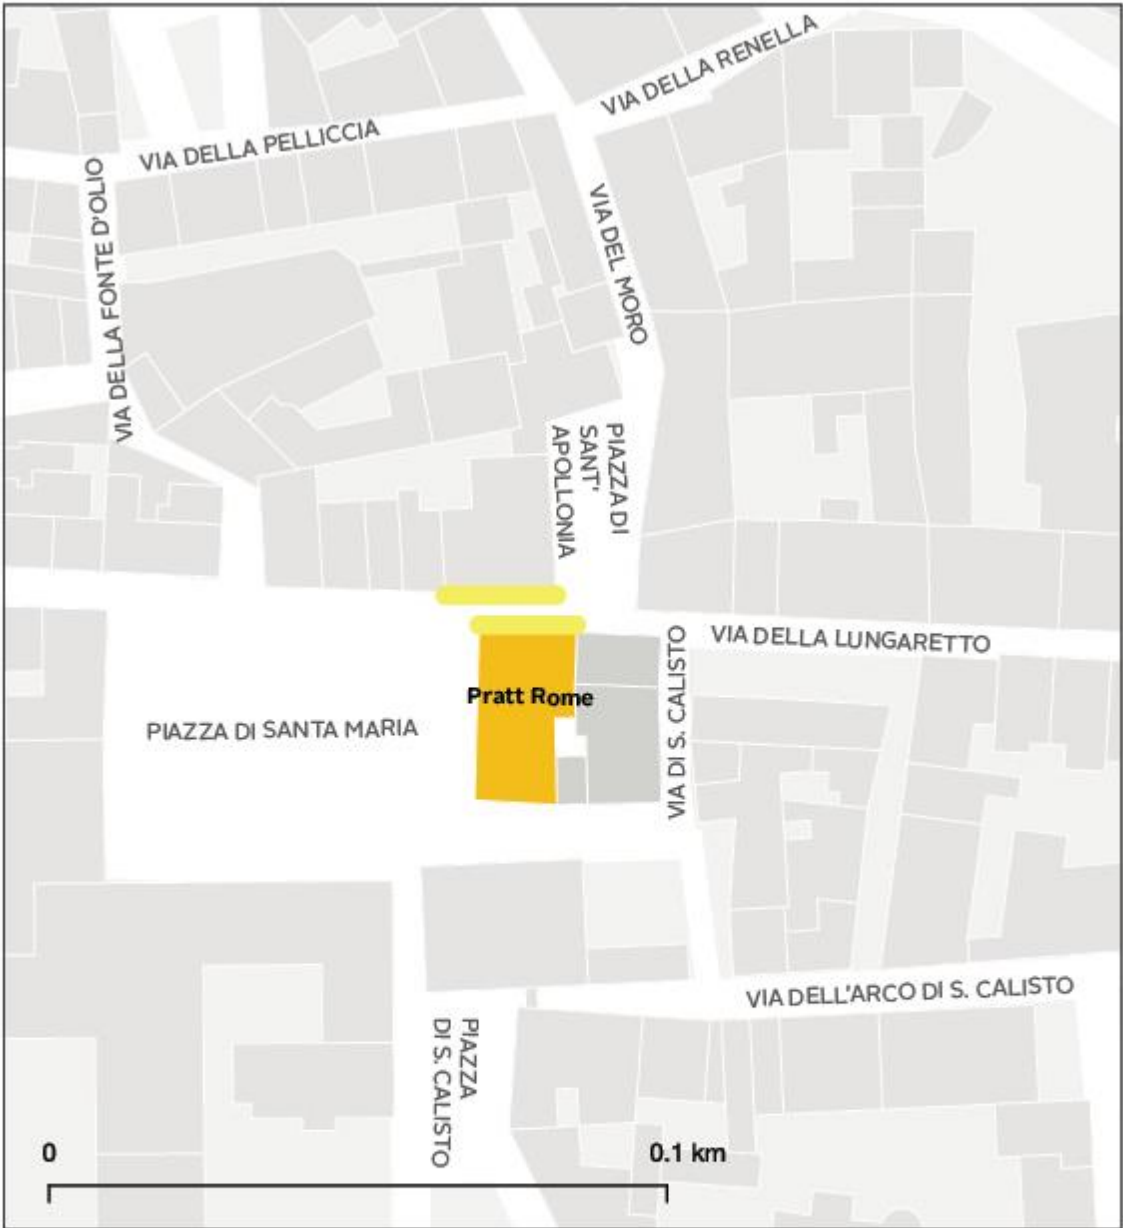 VIA DELLA RENELLA
VIA DELLA PELLICCIA
VIA DELLA FONTE D'OLIO
VIA DEL MORO
PIAZZA DI
SANT'
APOLLONIA
VIA DELLA LUNGARETTO
VIA DI S. CALISTO
Pratt Rome
PIAZZA DI SANTA MARIA
VIA DELL'ARCO DI S. CALISTO
PIAZZA
DI S. CALISTO
0
0.1 km